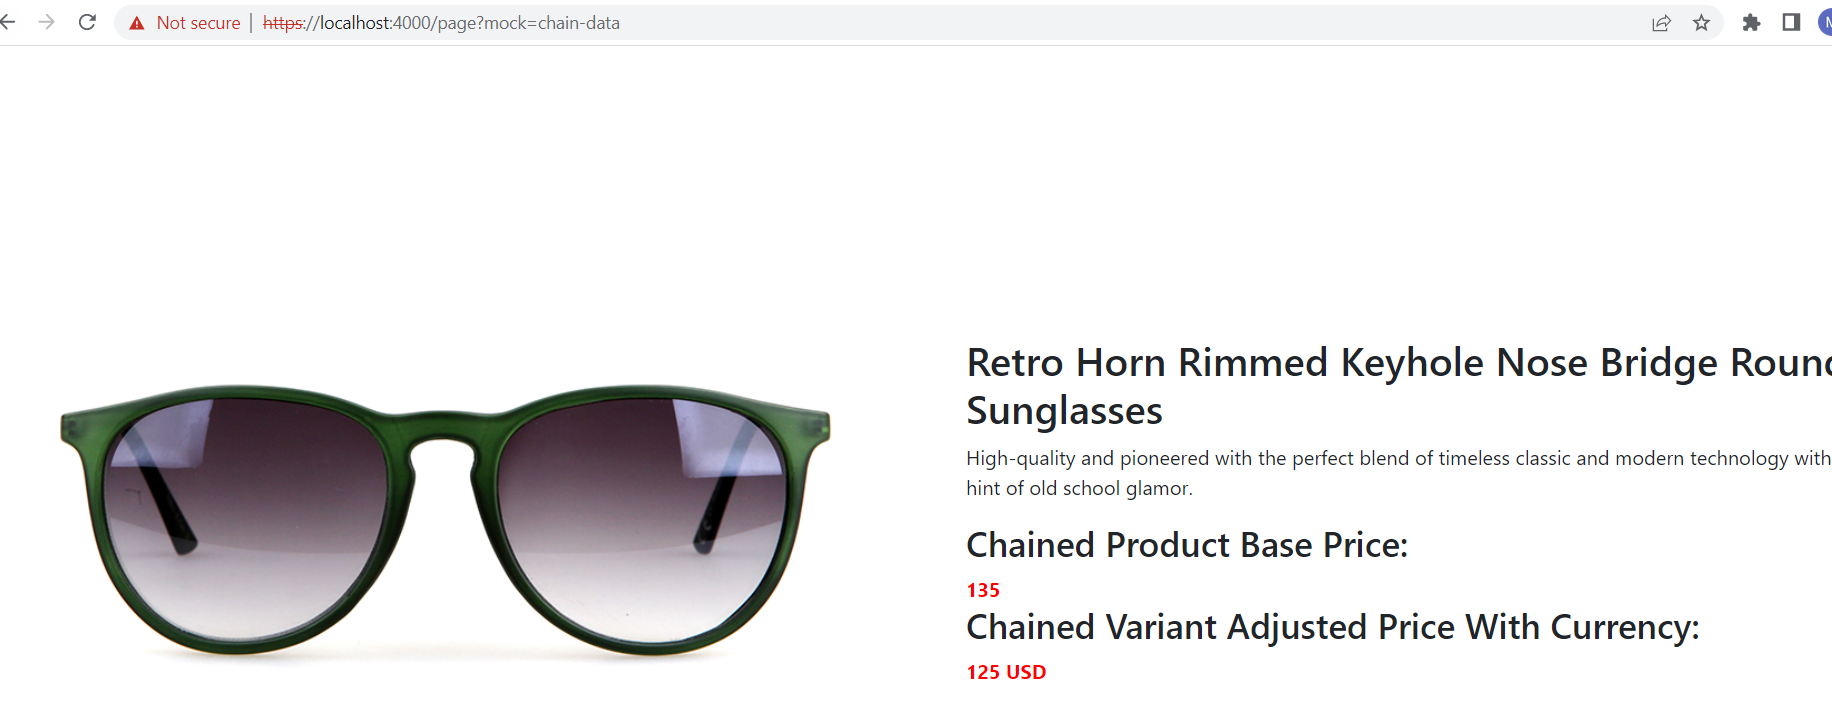 Not secure | https://localhost:4000/page?mock=chain-data
Retro Horn Rimmed Keyhole Nose Bridge Round
Sunglasses
High-quality and pioneered with the perfect blend of timeless classic and modern technology with
hint of old school glamor.
Chained Product Base Price:
135
Chained Variant Adjusted Price With Currency:
125 USD